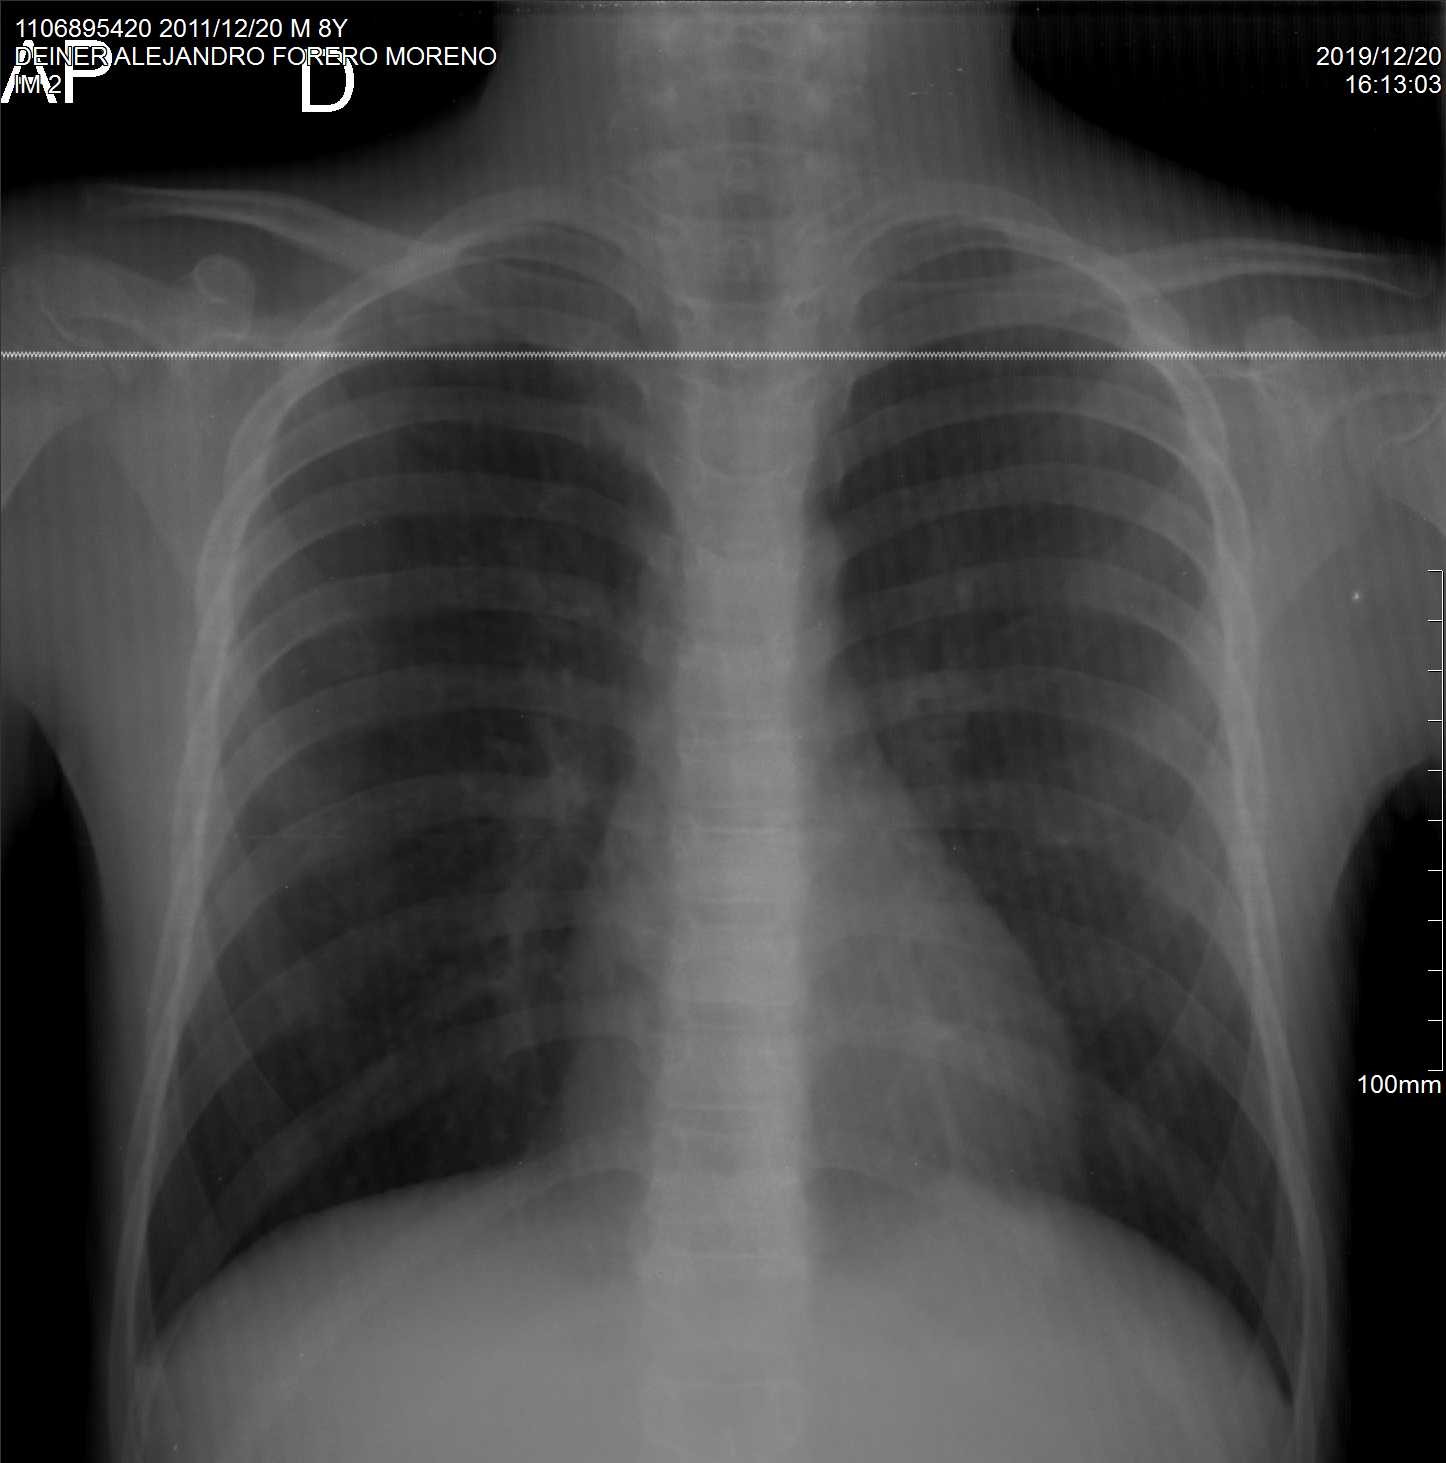 1106895420 2011/12/20 M 8Y
DEINER ALEJANDRO FORERO MORENO
IM 2
AP
D
2019/12/20
16:13:03
100mm